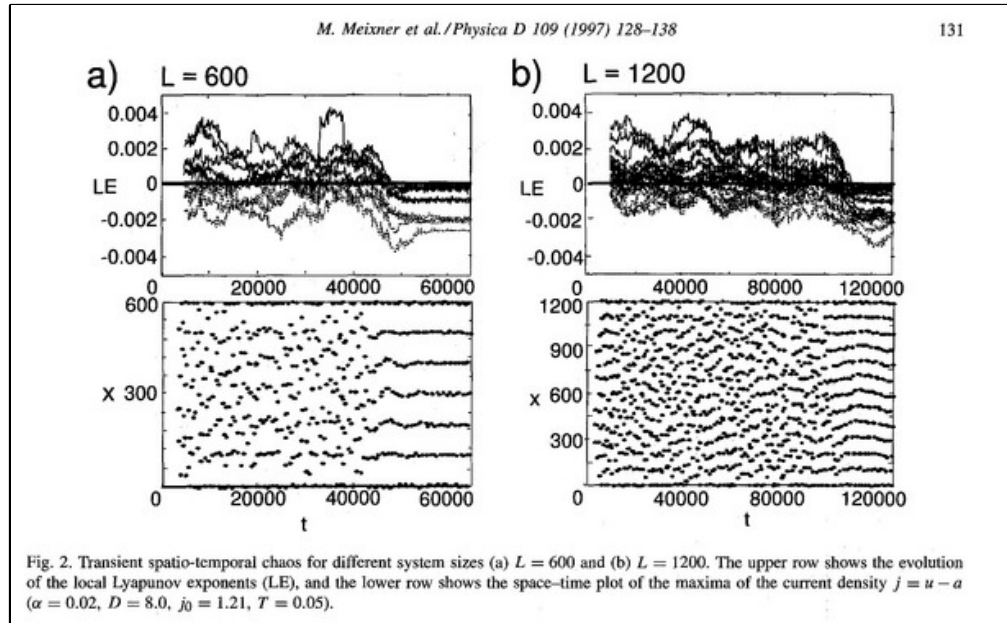 M. Meixner et al./Physica D 109 (1997) 128–138
131
a) L = 600
0.004
0.002
0
LE
-0.002
-0.004
0 20000 40000 60000
600
X 300
0 20000 40000 60000
t
b) L = 1200
0.004
0.002
0
LE
-0.002
-0.004
0 40000 80000 120000
1200
900
600
X
300
0 40000 80000 120000
t
Fig. 2. Transient spatio-temporal chaos for different system sizes (a) L = 600 and (b) L = 1200. The upper row shows the evolution
of the local Lyapunov exponents (LE), and the lower row shows the space–time plot of the maxima of the current density j = u – a
(α = 0.02, D = 8.0, j₀ = 1.21, T = 0.05).